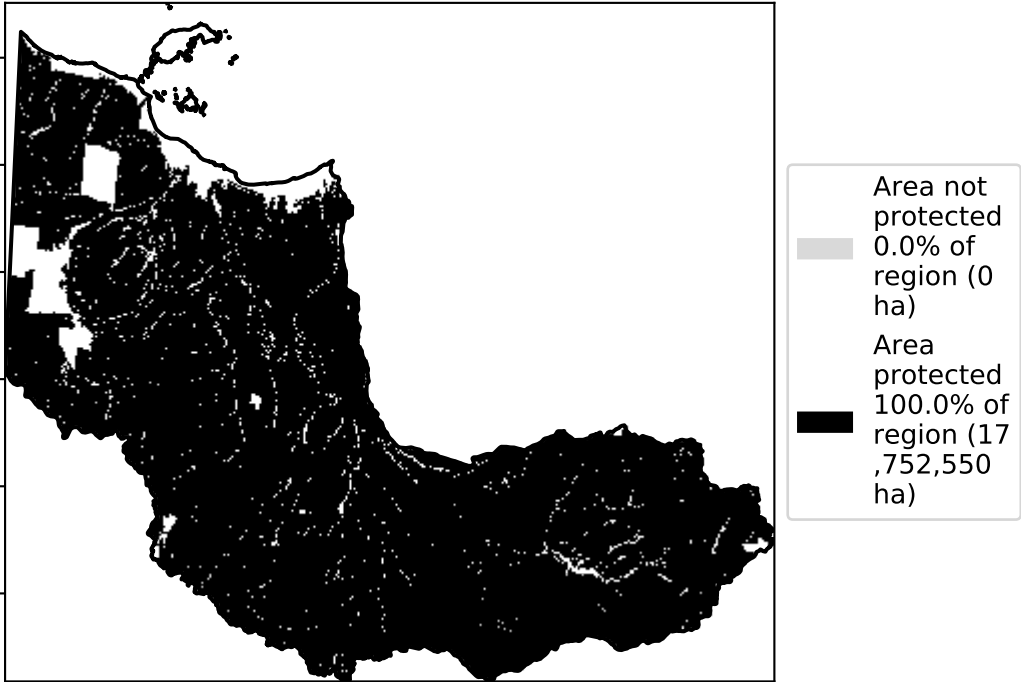 Area not
protected
0.0% of
region (0
ha)
Area
protected
100.0% of
region (17
,752,550
ha)